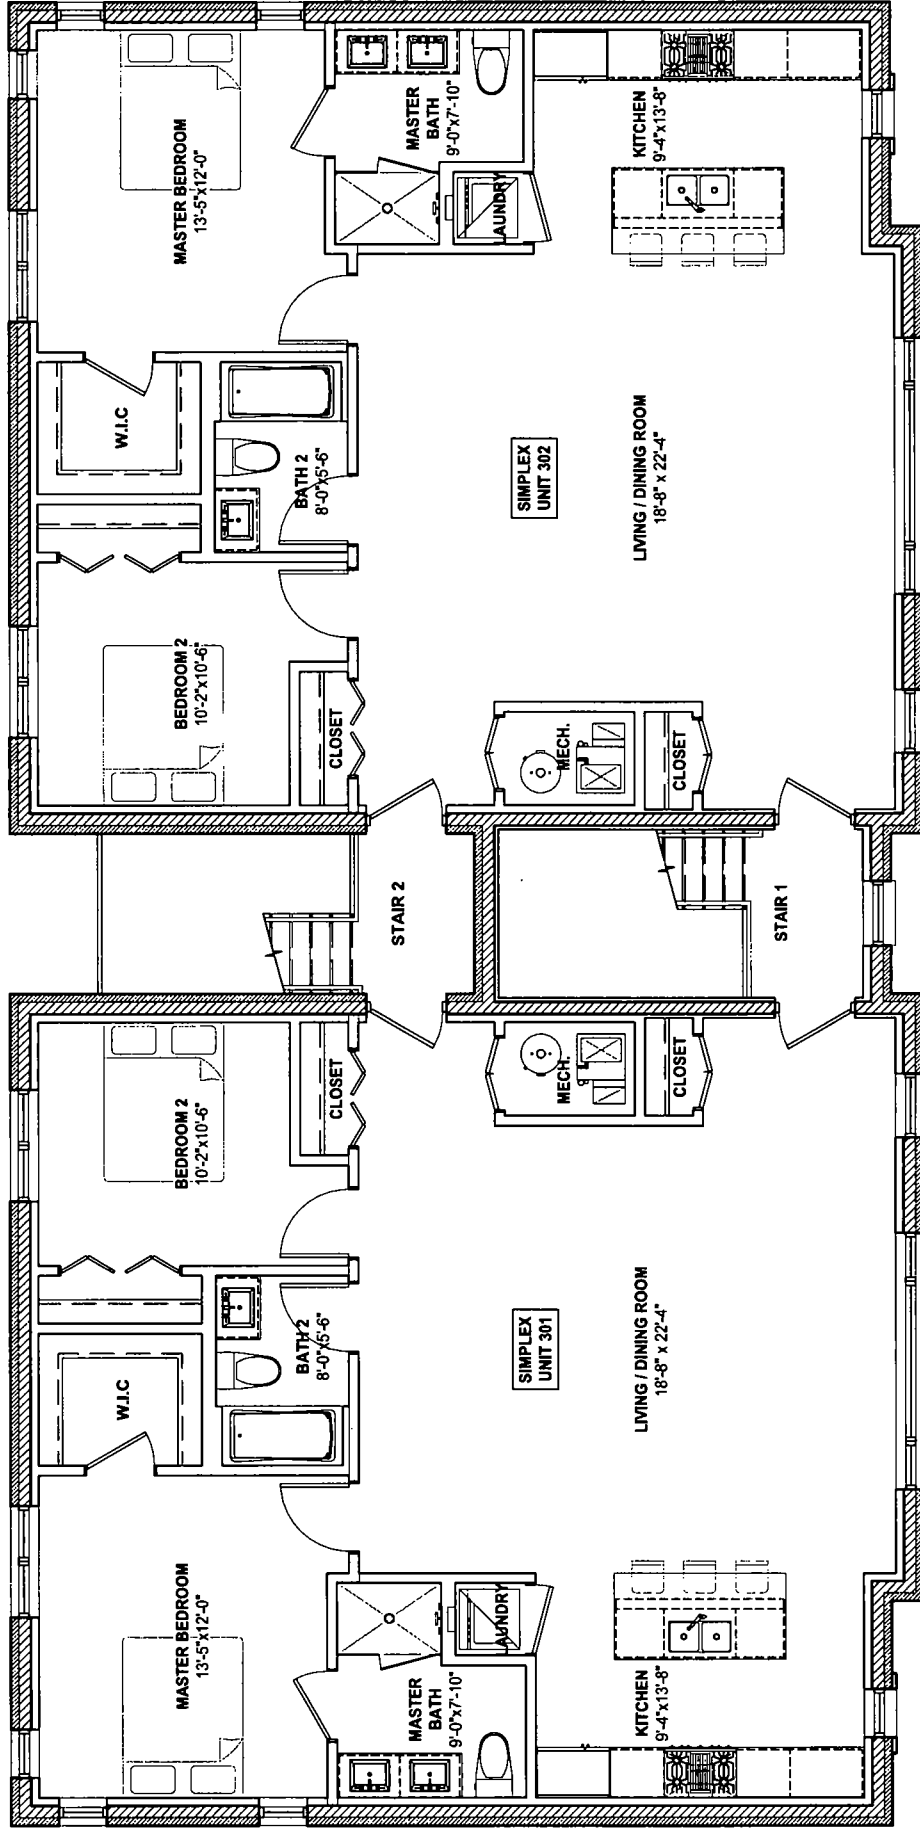 MASTER BEDROOM
13'-5"x12'-0"
MASTER
BATH
9'-0"x7'-10"
KITCHEN
9'-4"x13'-8"
LAUNDRY
W.I.C
BATH 2
8'-0"x5'-6"
SIMPLEX
UNIT 302
LIVING / DINING ROOM
18'-8" x 22'-4"
BEDROOM 2
10'-2"x10'-6"
CLOSET
MECH.
CLOSET
STAIR 2
STAIR 1
BEDROOM 2
10'-2"x10'-6"
CLOSET
MECH.
CLOSET
W.I.C
BATH 2
8'-0"x5'-6"
SIMPLEX
UNIT 301
LIVING / DINING ROOM
18'-8" x 22'-4"
MASTER BEDROOM
13'-5"x12'-0"
MASTER
BATH
9'-0"x7'-10"
LAUNDRY
KITCHEN
9'-4"x13'-8"